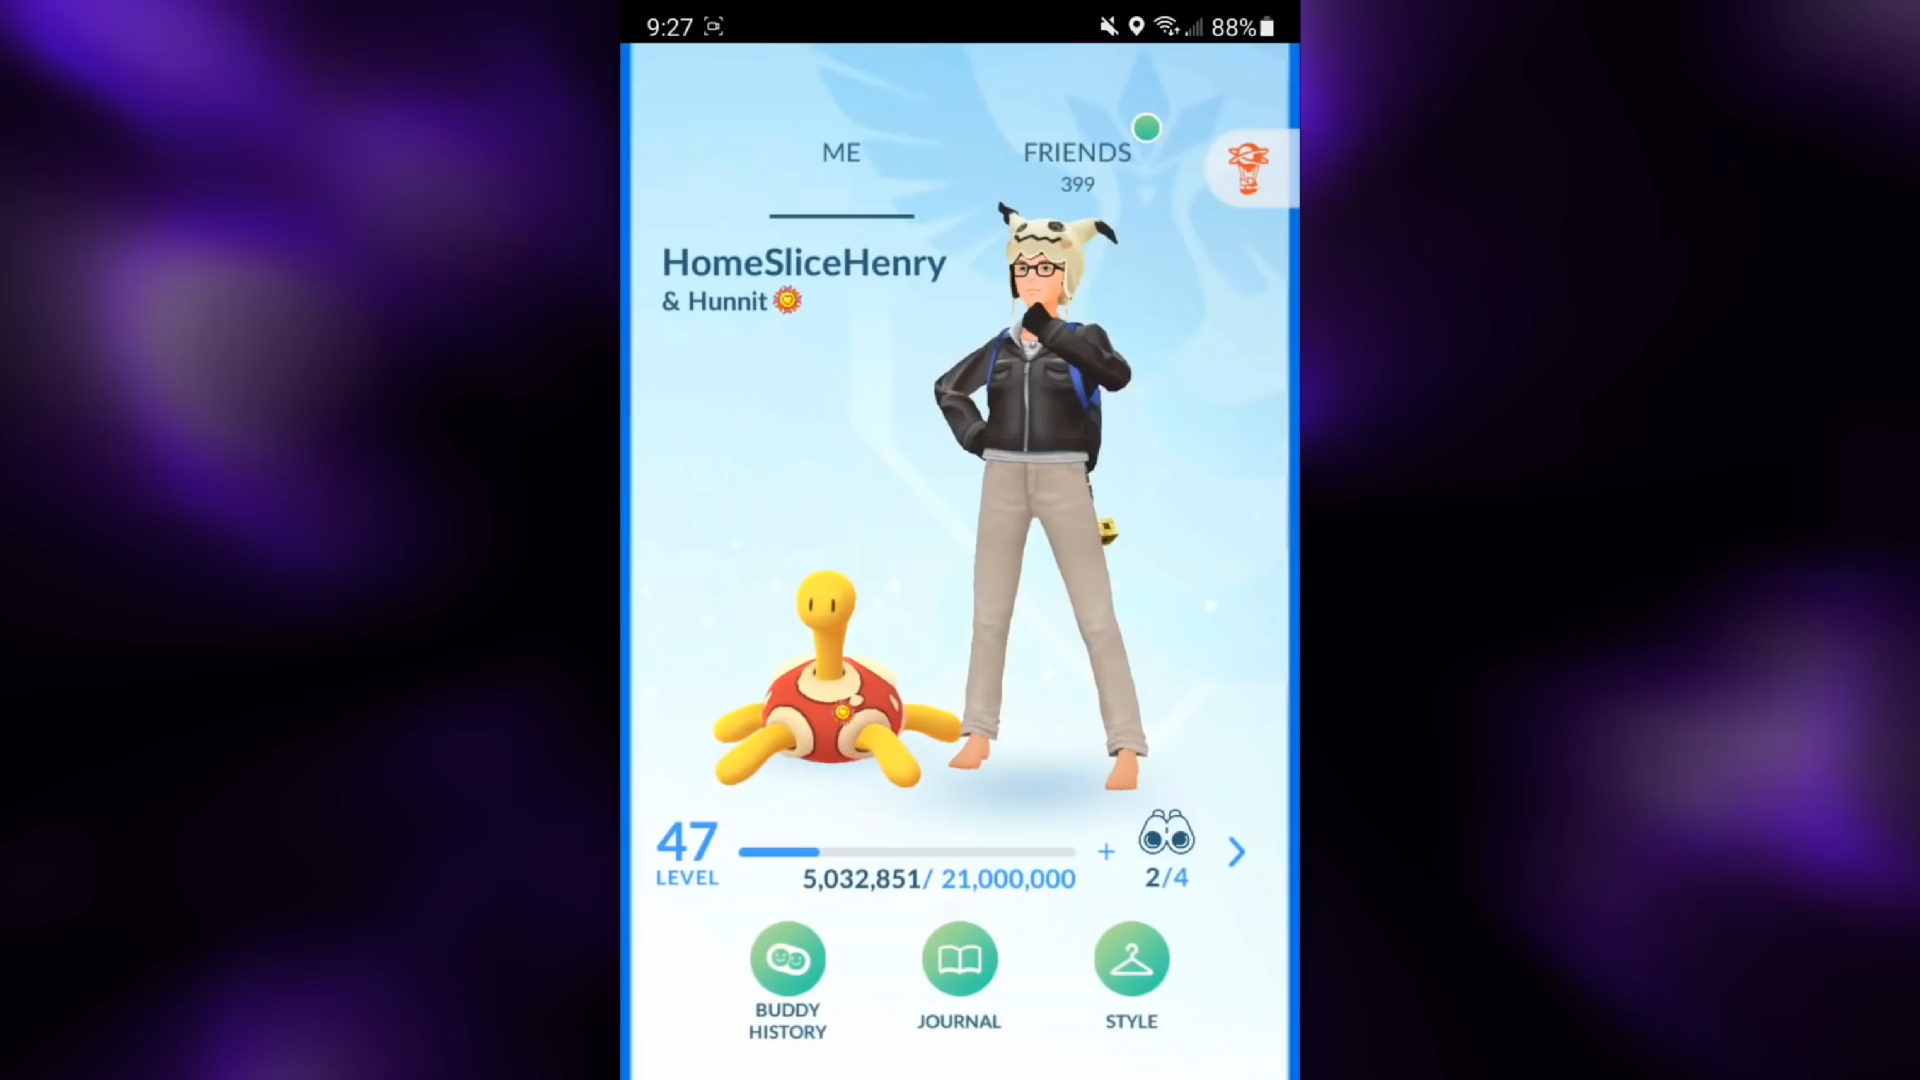 9:27
88%
ME
FRIENDS
399
HomeSliceHenry
& Hunnit
47
LEVEL
5,032,851/ 21,000,000
+
2/4
BUDDY
HISTORY
JOURNAL
STYLE